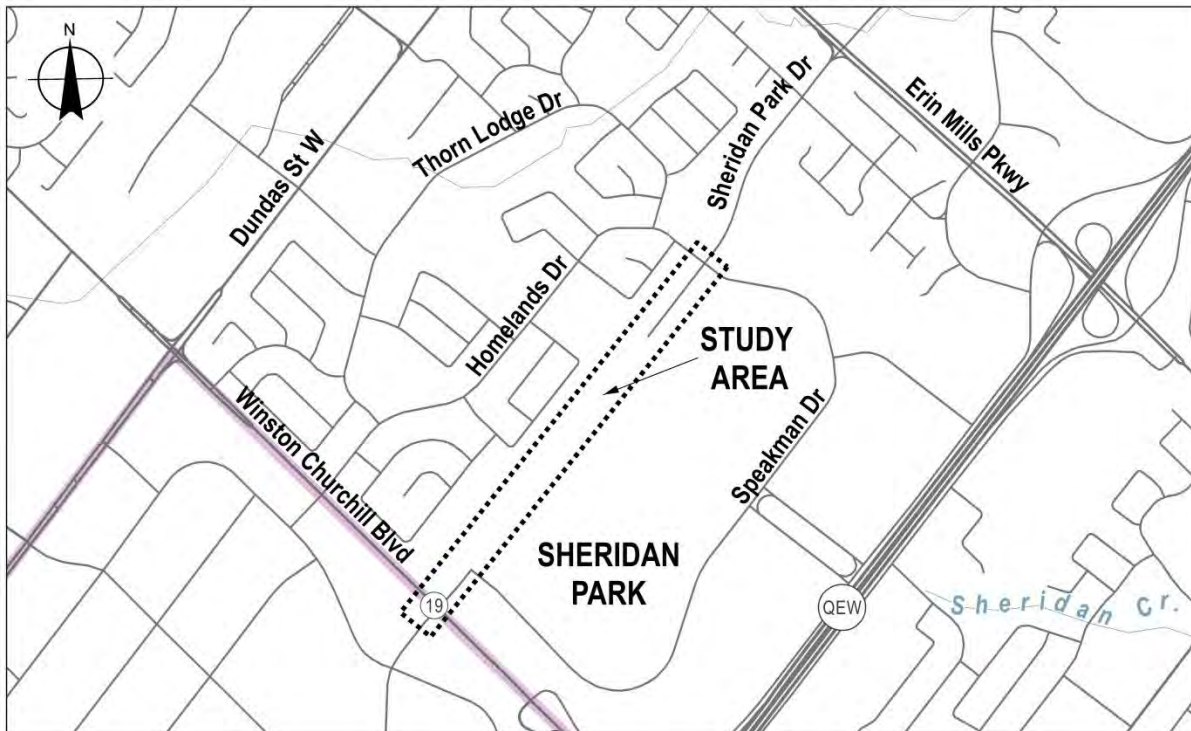 N
Thorn Lodge Dr
Dundas St W
Sheridan Park Dr
Erin Mills Pkwy
Homelands Dr
STUDY
AREA
Winston Churchill Blvd
Speakman Dr
SHERIDAN
PARK
19
QEW
Sheridan Cr.